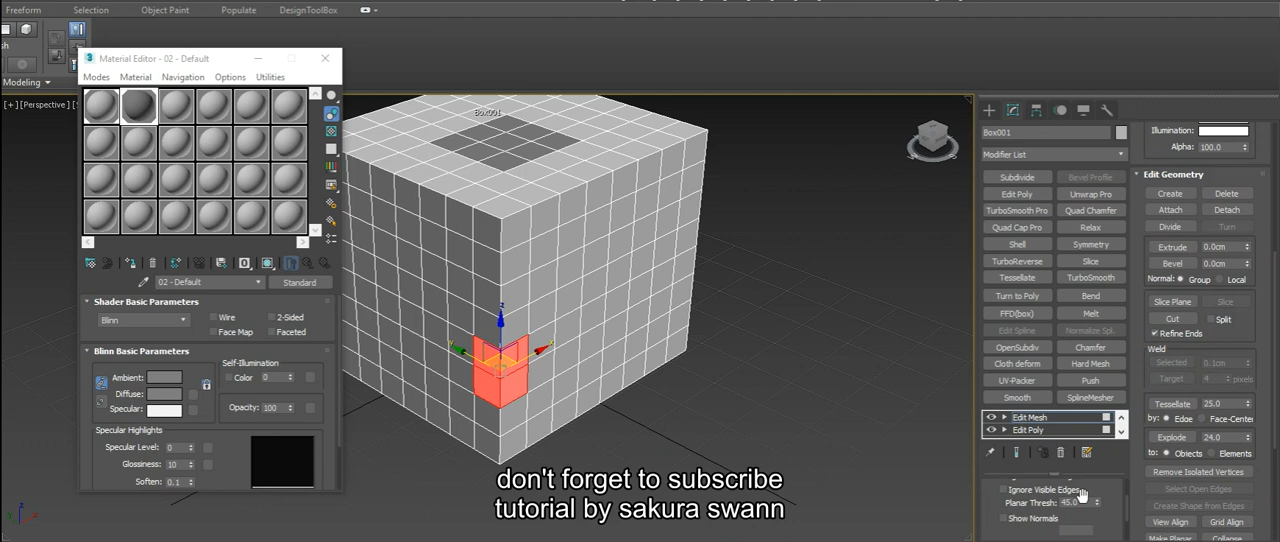 Freeform Selection Object Paint Populate DesignToolBox
Modeling
Material Editor - 02 - Default
Modes Material Navigation Options Utilities
[+][Perspective]
Box001
02 - Default Standard
Shader Basic Parameters
Blinn Wire 2-Sided
Face Map Faceted
Blinn Basic Parameters
Self-Illumination
Ambient: Color 0
Diffuse:
Specular: Opacity: 100
Specular Highlights
Specular Level: 0
Glossiness: 10
Soften: 0.1
Box001
Modifier List
Subdivide Bevel Profile
Edit Poly Unwrap Pro
TurboSmooth Pro Quad Chamfer
Quad Cap Pro Relax
Shell Symmetry
TurboReverse Slice
Tessellate TurboSmooth
Turn to Poly Bend
FFD(box) Melt
Edit Spline Normalize Spl.
OpenSubdiv Chamfer
Cloth deform Hard Mesh
UV-Packer Push
Smooth SplineMesher
Edit Mesh
Edit Poly
Ignore Visible Edges
Planar Thresh: 45.0
Show Normals
Illumination:
Alpha: 100.0
Edit Geometry
Create Delete
Attach Detach
Divide Turn
Extrude 0.0cm
Bevel 0.0cm
Normal: Group Local
Slice Plane Slice
Cut Split
Refine Ends
Weld
Selected 0.1cm
Target 4 pixels
Tessellate 25.0
by: Edge Face-Center
Explode 24.0
to: Objects Elements
Remove Isolated Vertices
Select Open Edges
Create Shape from Edges
View Align Grid Align
Make Planar Collapse
don't forget to subscribe
tutorial by sakura swann
z
y
x